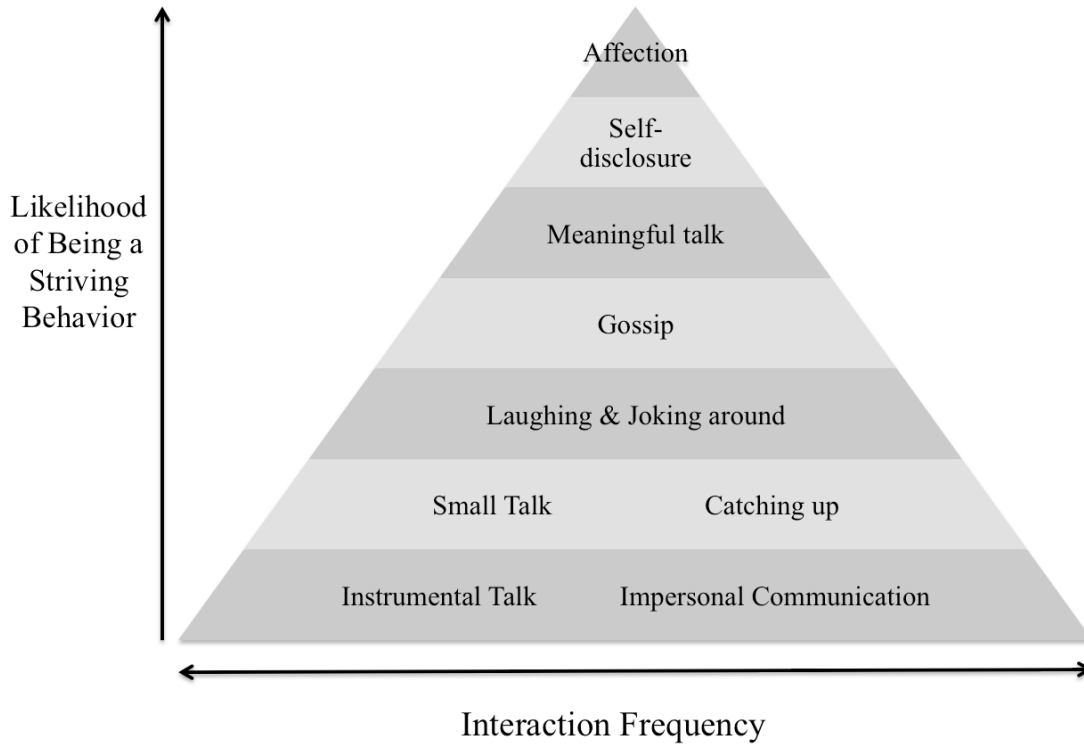 Affection
Self-
disclosure
Meaningful talk
Gossip
Laughing & Joking around
Small Talk Catching up
Instrumental Talk Impersonal Communication
Likelihood
of Being a
Striving
Behavior
Interaction Frequency